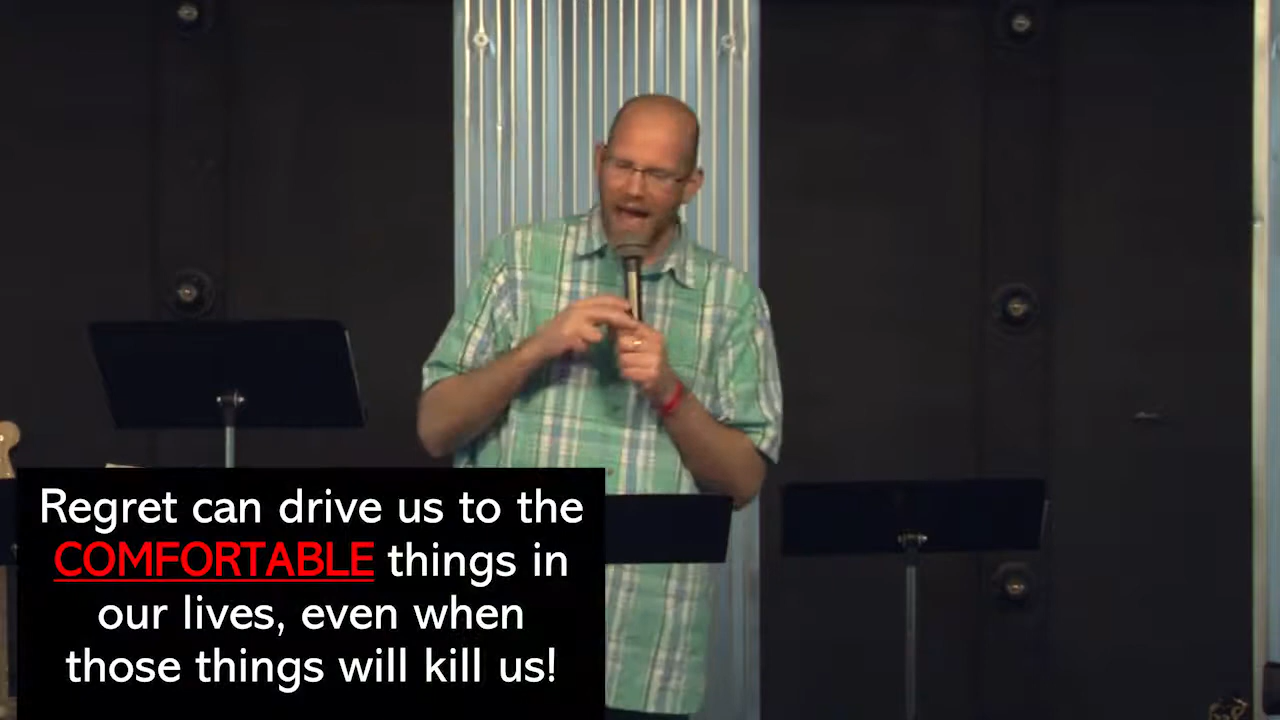 Regret can drive us to the
COMFORTABLE things in
our lives, even when
those things will kill us!